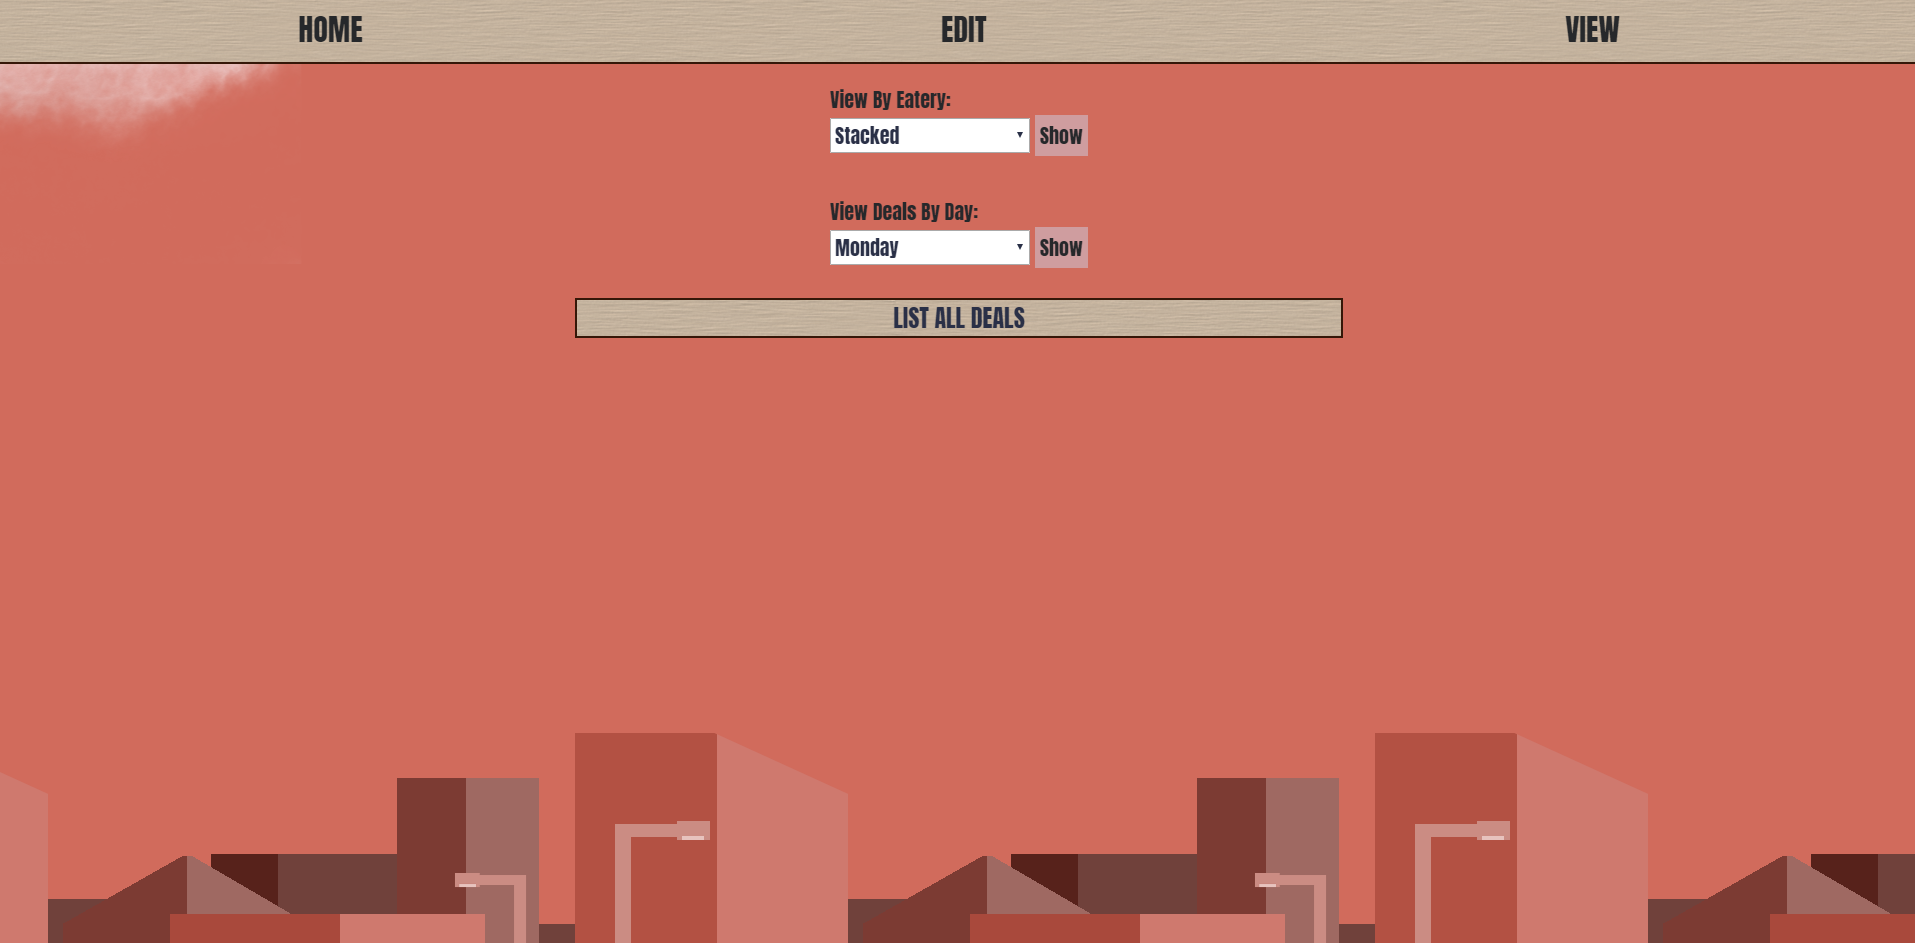 HOME EDIT VIEW
View By Eatery:
Stacked Show
View Deals By Day:
Monday Show
LIST ALL DEALS